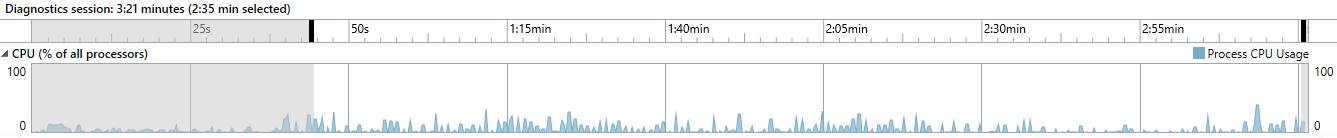 Diagnostics session: 3:21 minutes (2:35 min selected)
25s 50s 1:15min 1:40min 2:05min 2:30min 2:55min
CPU (% of all processors) Process CPU Usage
100 100
0 0